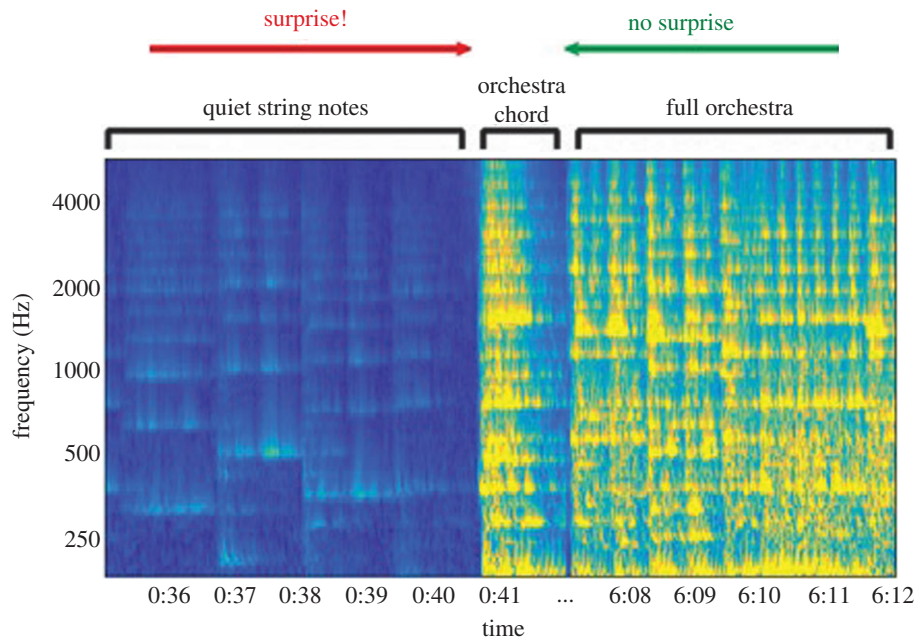 surprise!
no surprise
quiet string notes
orchestra
chord
full orchestra
frequency (Hz)
4000
2000
1000
500
250
0:36 0:37 0:38 0:39 0:40 0:41 ... 6:08 6:09 6:10 6:11 6:12
time